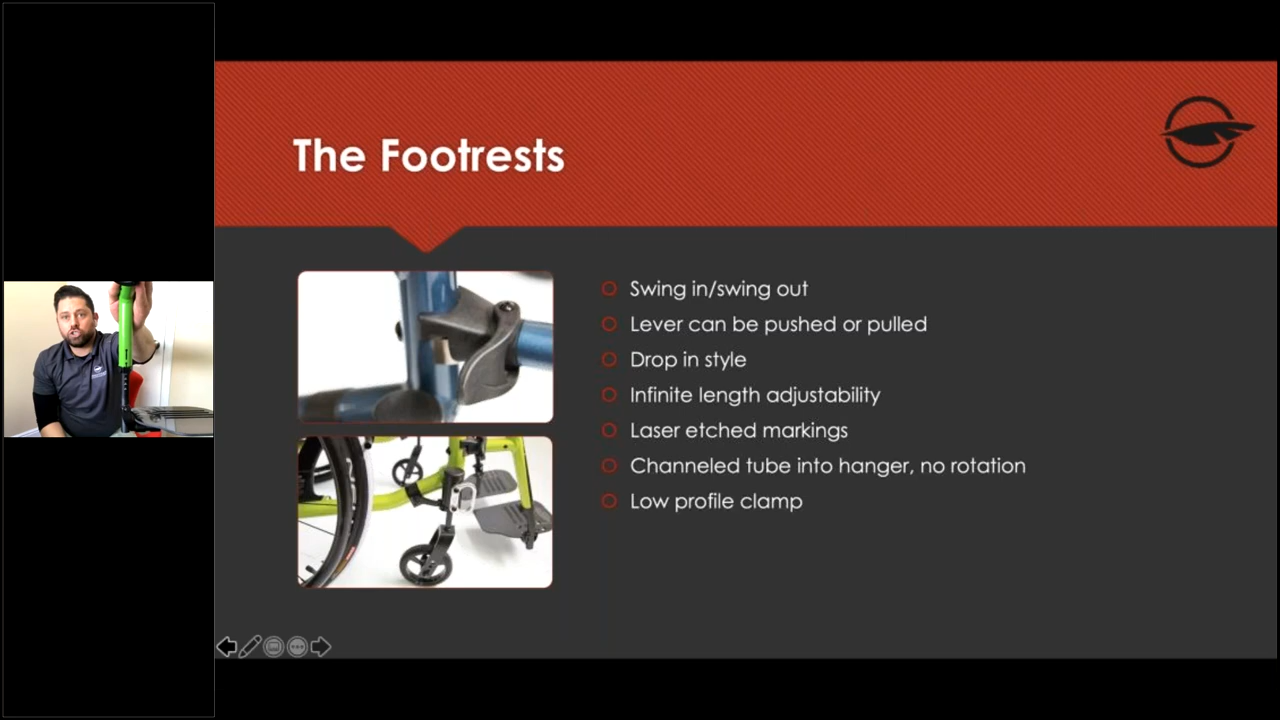 The Footrests
Swing in/swing out
Lever can be pushed or pulled
Drop in style
Infinite length adjustability
Laser etched markings
Channeled tube into hanger, no rotation
Low profile clamp